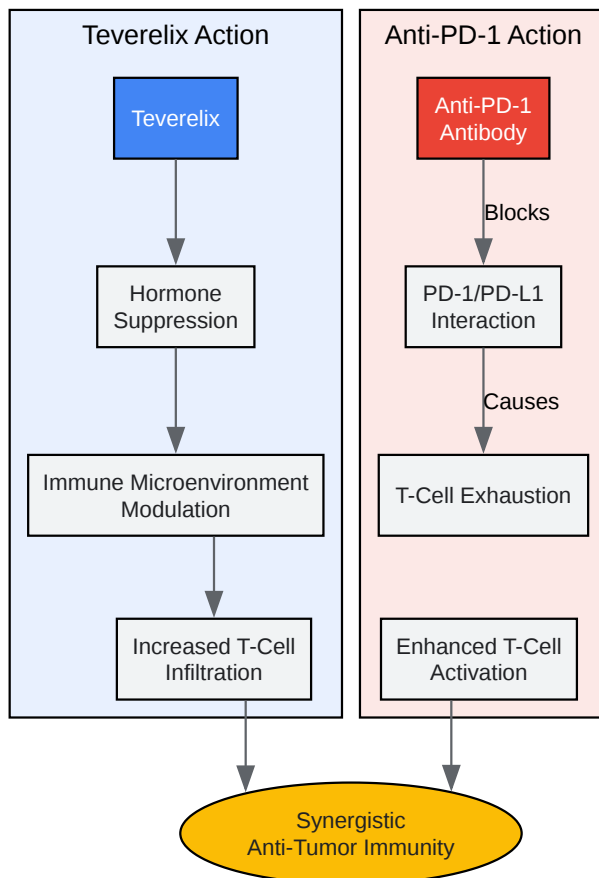 Teverelix Action
Teverelix
Hormone
Suppression
Immune Microenvironment
Modulation
Increased T-Cell
Infiltration
Anti-PD-1 Action
Anti-PD-1
Antibody
Blocks
PD-1/PD-L1
Interaction
Causes
T-Cell Exhaustion
Enhanced T-Cell
Activation
Synergistic
Anti-Tumor Immunity